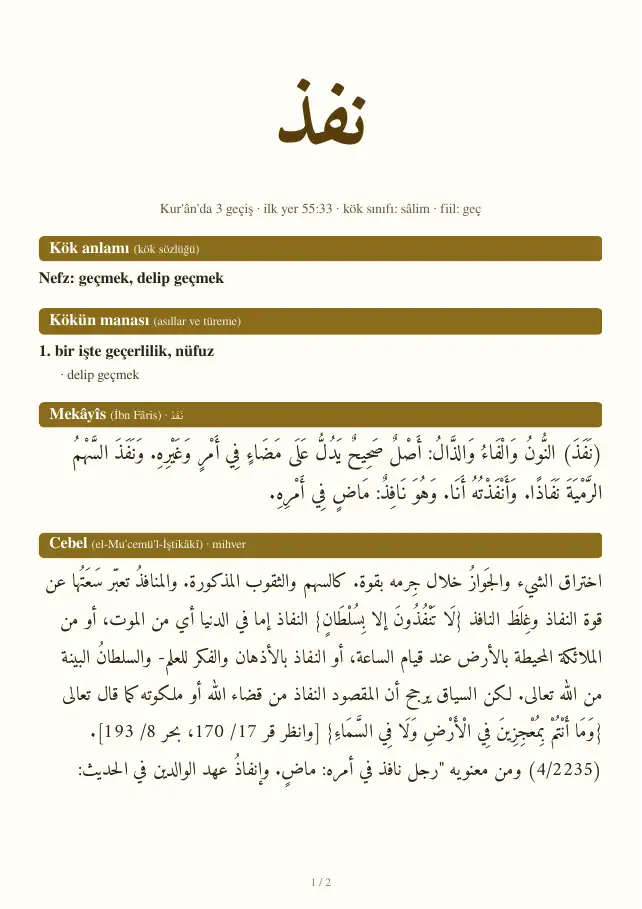 نفذ
Kur'ân'da 3 geçiş · ilk yer 55:33 · kök sınıfı: sâlim · fiil: geç
Kök anlamı (kök sözlüğü)
Nefz: geçmek, delip geçmek
Kökün manası (asıllar ve türeme)
1. bir işte geçerlilik, nüfuz
· delip geçmek
Mekâyîs (İbn Fâris) · نَفَذَ
(نَفَذَ) النُّونُ وَالْفَاءُ وَالذَّالُ: أَصْلٌ صَحِيحٌ يَدُلُّ عَلَى مَضَاءٍ فِي أَمْرٍ وَغَيْرِهِ. وَنَفَذَ السَّهْمُ
الرَّمْيَةَ نَفَاذًا. وَأَنْفَذْتُهُ أَنَا. وَهُوَ نَافِذٌ: مَاضٍ فِي أَمْرِهِ.
Cebel (el-Mu'cemü'l-İştikâkî) · mihver
اختراق الشيء والجَوازُ خلال جِرمه بقوة. كالسهم والثقوب المذكورة. والمنافذُ تعبّر سَعَتُها عن
قوة النفاذ وغِلَظ النافذ {لَا تَنْفُذُونَ إلا بِسُلْطَانٍ} النفاذ إما في الدنيا أي من الموت، أو من
الملائكة المحيطة بالأرض عند قيام الساعة، أو النفاذ بالأذهان والفكر للعلم- والسلطانُ البينة
من الله تعالى. لكن السياق يرجح أن المقصود النفاذ من قضاء الله أو ملكوته كما قال تعالى
{وَمَا أَنْتُمْ بِمُعْجِزِينَ فِي الْأَرْضِ وَلَا فِي السَّمَاءِ} [وانظر قر 17/ 170، بحر 8/ 193].
(4/2235) ومن معنويه "رجل نافذ في أمره: ماضٍ. وإنفاذُ عهد الوالدين في الحديث:
1 / 2